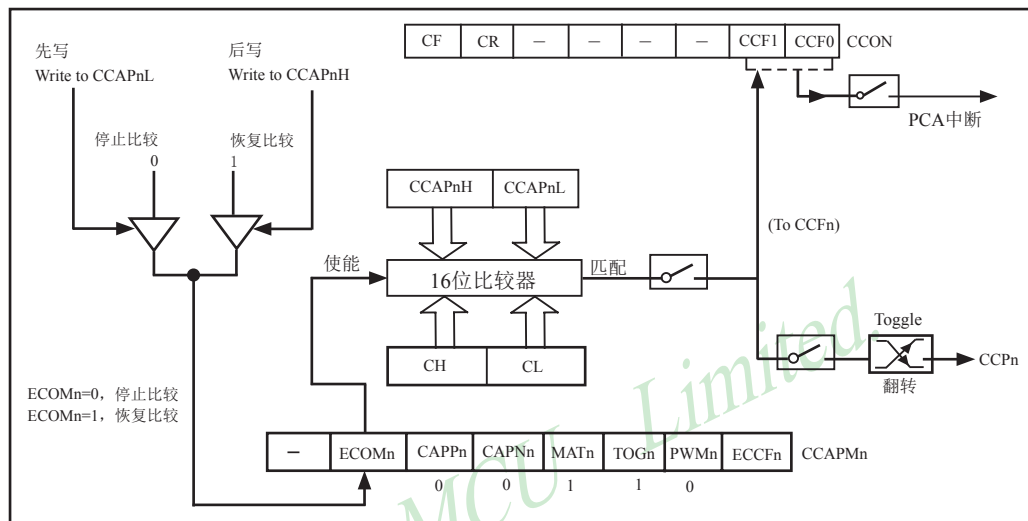 CF CR — — — — CCF1 CCF0 CCON
先写 后写
Write to CCAPnL Write to CCAPnH
PCA中断
停止比较 恢复比较
0 1
CCAPnH CCAPnL
(To CCFn)
使能 16位比较器 匹配
Toggle
CH CL
CCPn
翻转
ECOMn=0，停止比较
ECOMn=1，恢复比较
— ECOMn CAPPn CAPNn MATn TOGn PWMn ECCFn CCAPMn
0 0 1 1 0
MCU Limited.